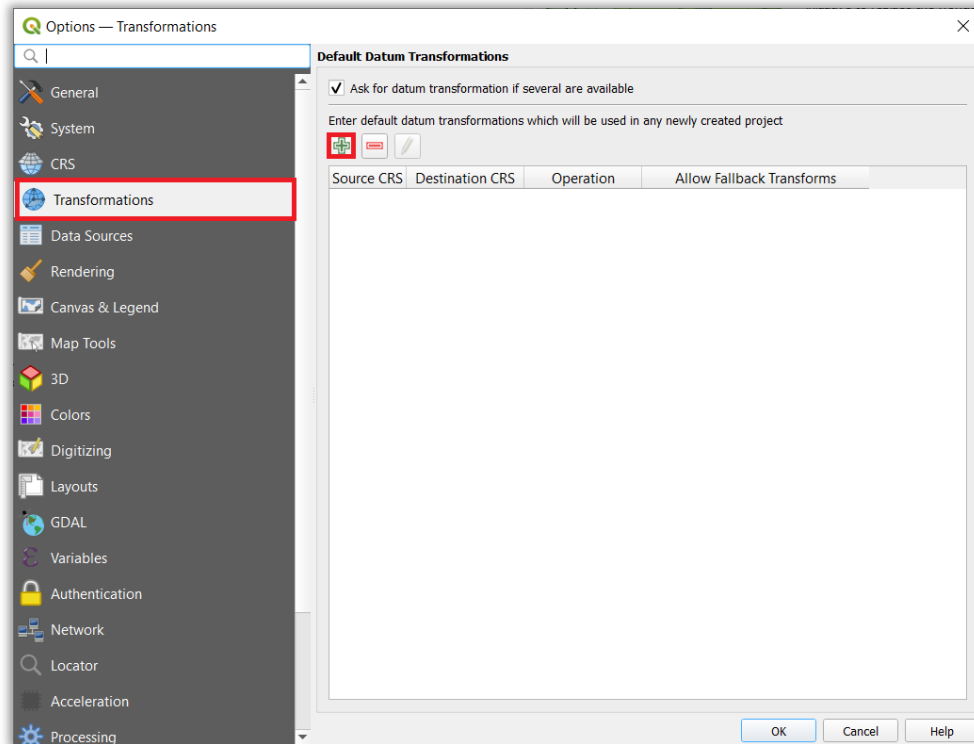 Options — Transformations
Default Datum Transformations
Ask for datum transformation if several are available
Enter default datum transformations which will be used in any newly created project
Source CRS Destination CRS Operation Allow Fallback Transforms
General
System
CRS
Transformations
Data Sources
Rendering
Canvas & Legend
Map Tools
3D
Colors
Digitizing
Layouts
GDAL
Variables
Authentication
Network
Locator
Acceleration
Processing
OK Cancel Help